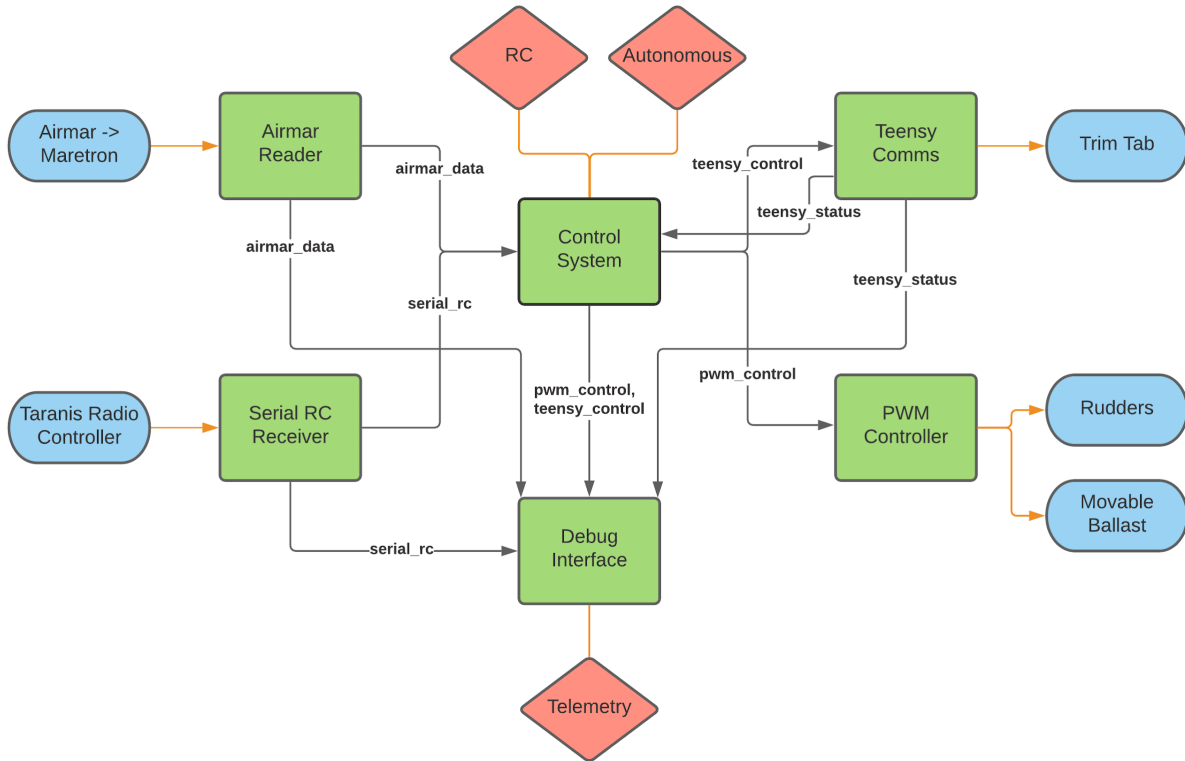 RC
Autonomous
Airmar ->
Maretron
Airmar
Reader
Teensy
Comms
Trim Tab
airmar_data
teensy_control
teensy_status
airmar_data
Control
System
teensy_status
serial_rc
pwm_control
pwm_control,
teensy_control
Taranis Radio
Controller
Serial RC
Receiver
PWM
Controller
Rudders
Movable
Ballast
serial_rc
Debug
Interface
Telemetry